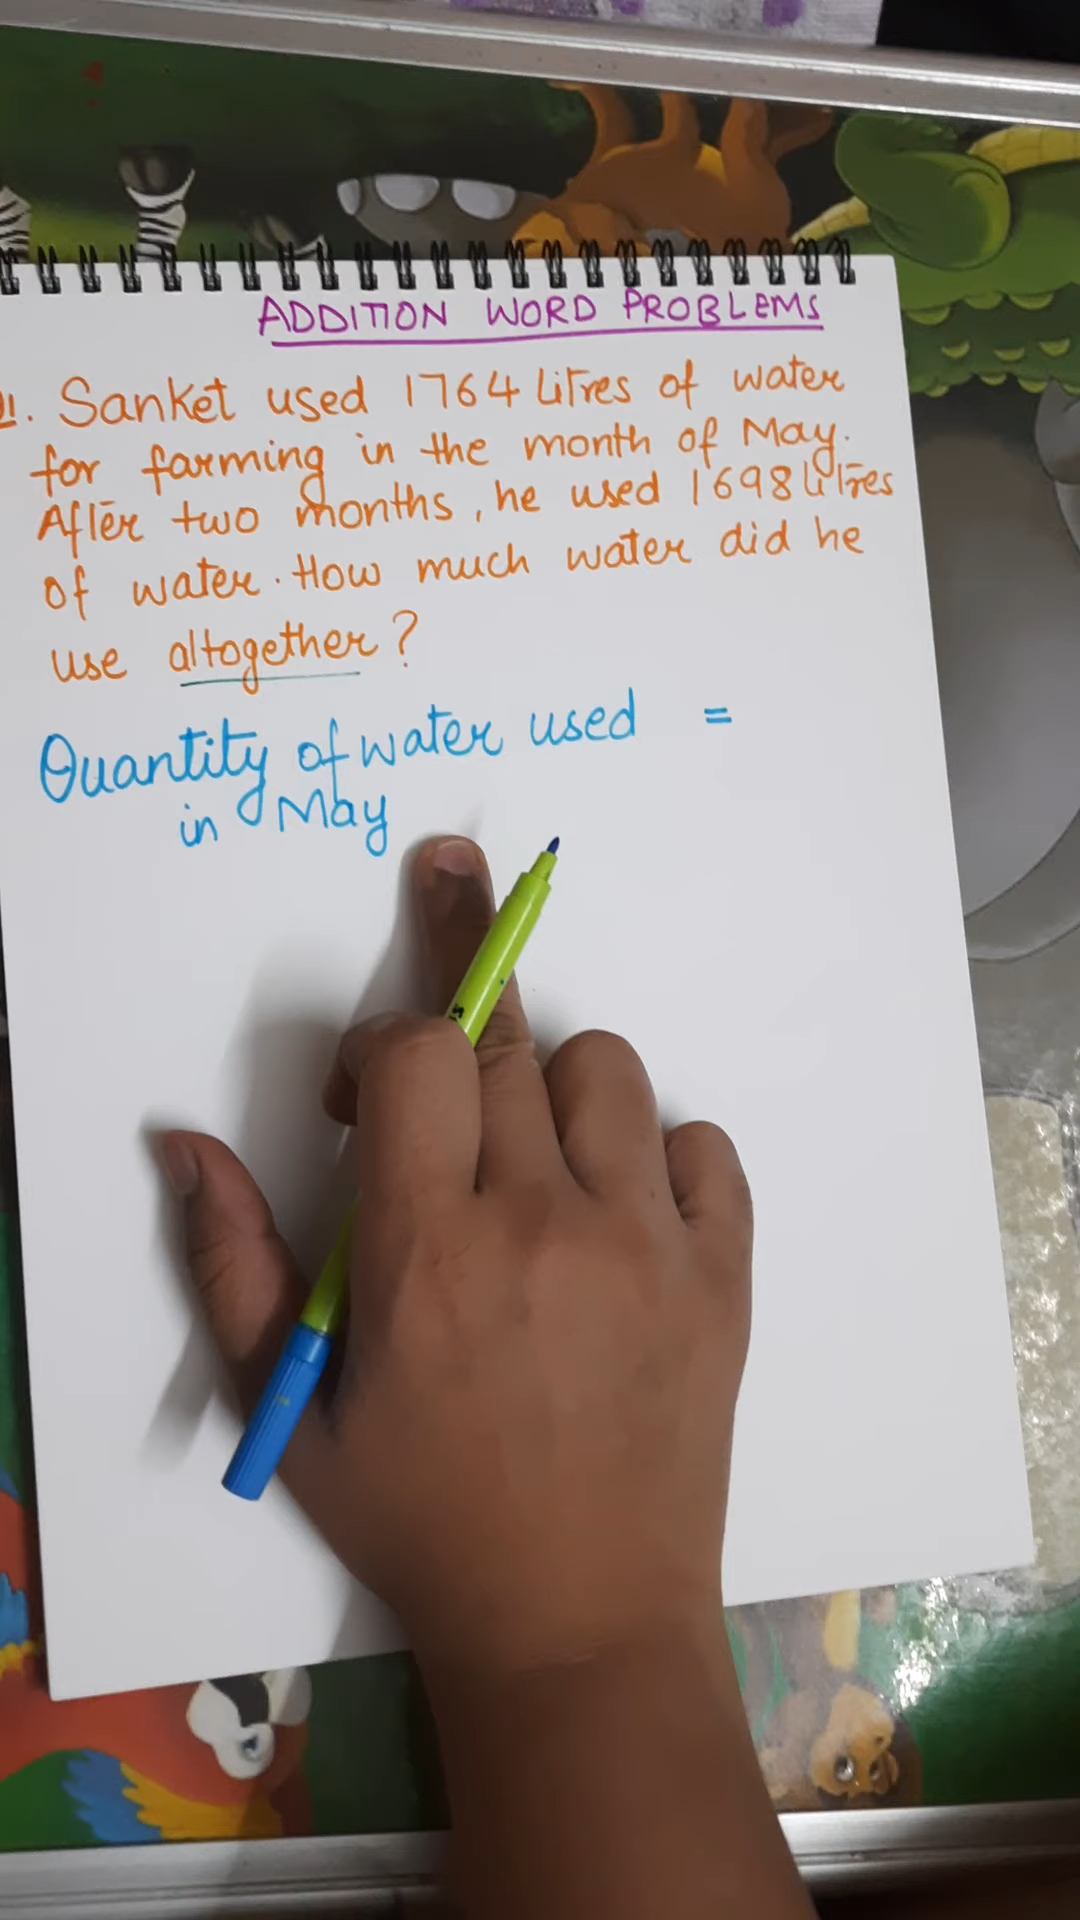 ADDITION WORD PROBLEMS
Q1. Sanket used 1764 Litres of water
for farming in the month of May.
After two months, he used 1698 litres
of water. How much water did he
use altogether?
Quantity of water used =
in May